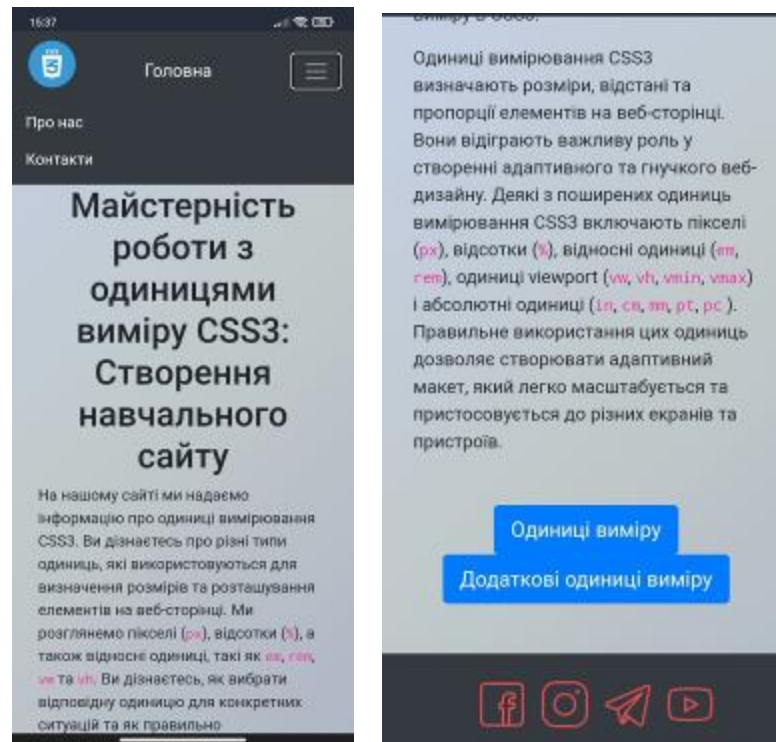 15:37
Головна
Про нас
Контакти
Майстерність
роботи з
одиницями
виміру CSS3:
Створення
навчального
сайту
На нашому сайті ми надаємо
інформацію про одиниці вимірювання
CSS3. Ви дізнаєтесь про різні типи
одиниць, які використовуються для
визначення розмірів та розташування
елементів на веб-сторінці. Ми
розглянемо пікселі (px), відсотки (%), а
також відносні одиниці, такі як em, rem,
vw та vh. Ви дізнаєтесь, як вибрати
відповідну одиницю для конкретних
ситуацій та як правильно
виміру в CSS3.
Одиниці вимірювання CSS3
визначають розміри, відстані та
пропорції елементів на веб-сторінці.
Вони відіграють важливу роль у
створенні адаптивного та гнучкого веб-
дизайну. Деякі з поширених одиниць
вимірювання CSS3 включають пікселі
(px), відсотки (%), відносні одиниці (em,
rem), одиниці viewport (vw, vh, vmin, vmax)
і абсолютні одиниці (in, cm, mm, pt, pc ).
Правильне використання цих одиниць
дозволяє створювати адаптивний
макет, який легко масштабується та
пристосовується до різних екранів та
пристроїв.
Одиниці виміру
Додаткові одиниці виміру